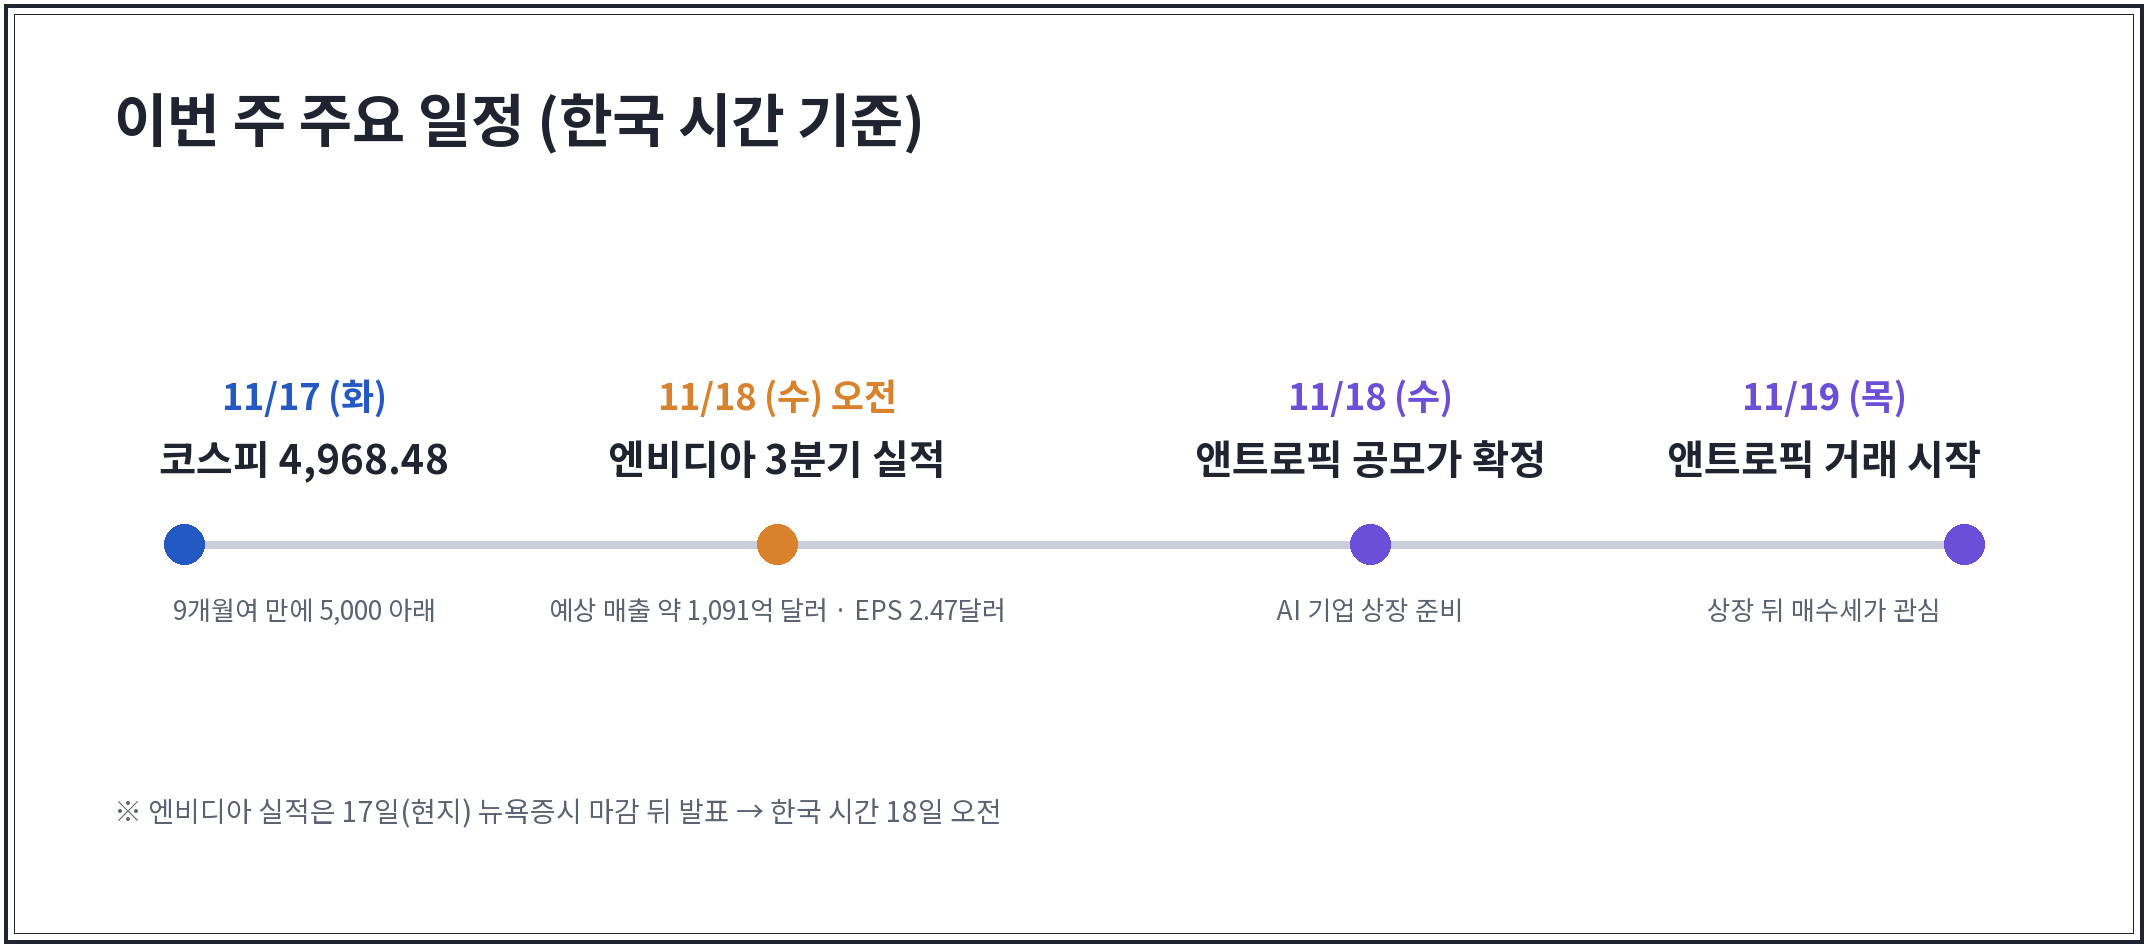 이번 주 주요 일정 (한국 시간 기준)
11/17 (화)
코스피 4,968.48
9개월여 만에 5,000 아래
11/18 (수) 오전
엔비디아 3분기 실적
예상 매출 약 1,091억 달러 · EPS 2.47달러
11/18 (수)
앤트로픽 공모가 확정
AI 기업 상장 준비
11/19 (목)
앤트로픽 거래 시작
상장 뒤 매수세가 관심
※ 엔비디아 실적은 17일(현지) 뉴욕증시 마감 뒤 발표 → 한국 시간 18일 오전